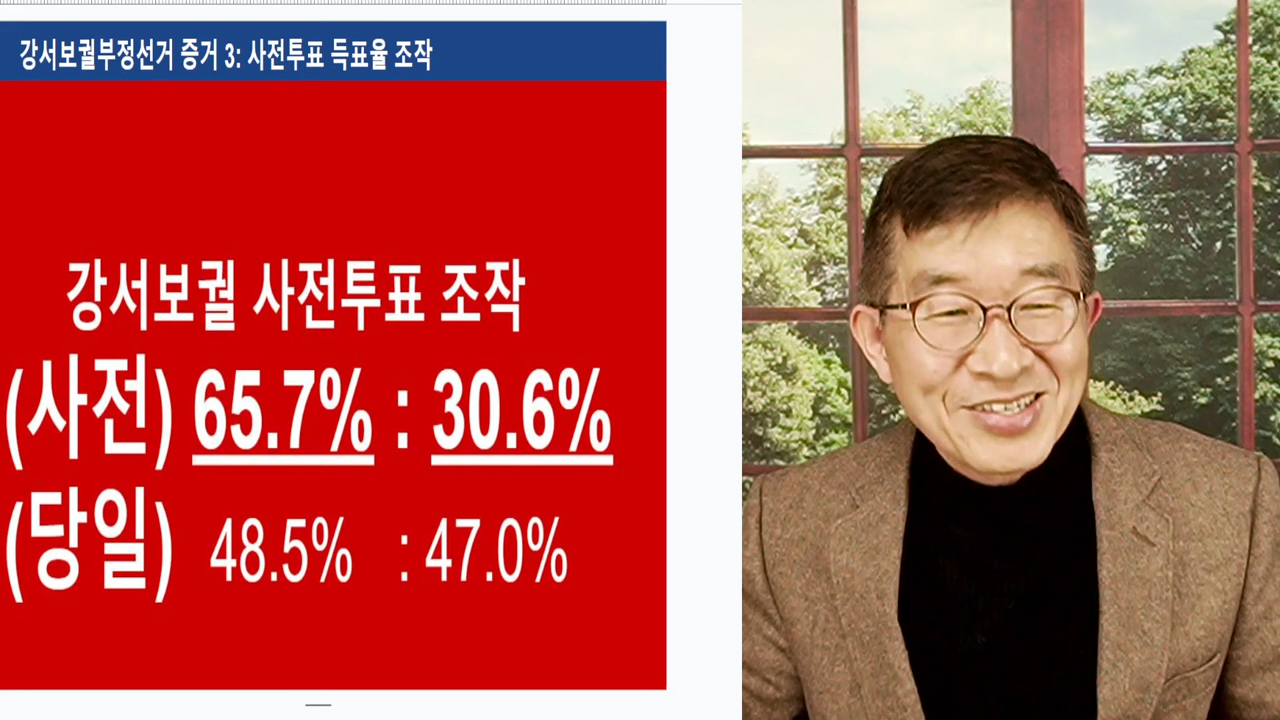 강서보궐부정선거 증거 3: 사전투표 득표율 조작
강서보궐 사전투표 조작
(사전) 65.7% : 30.6%
(당일) 48.5% : 47.0%